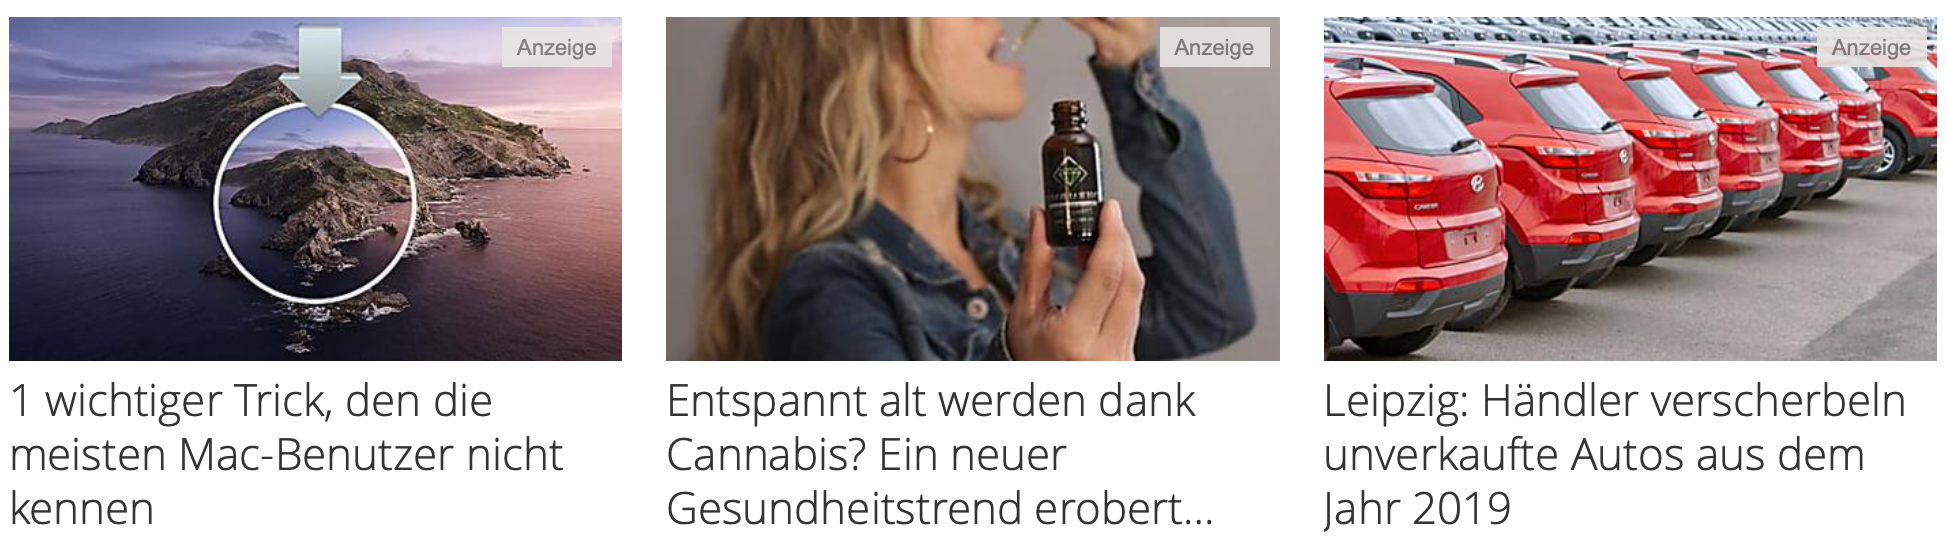 Anzeige
1 wichtiger Trick, den die
meisten Mac-Benutzer nicht
kennen
Anzeige
Entspannt alt werden dank
Cannabis? Ein neuer
Gesundheitstrend erobert...
Anzeige
Leipzig: Händler verscherbeln
unverkaufte Autos aus dem
Jahr 2019